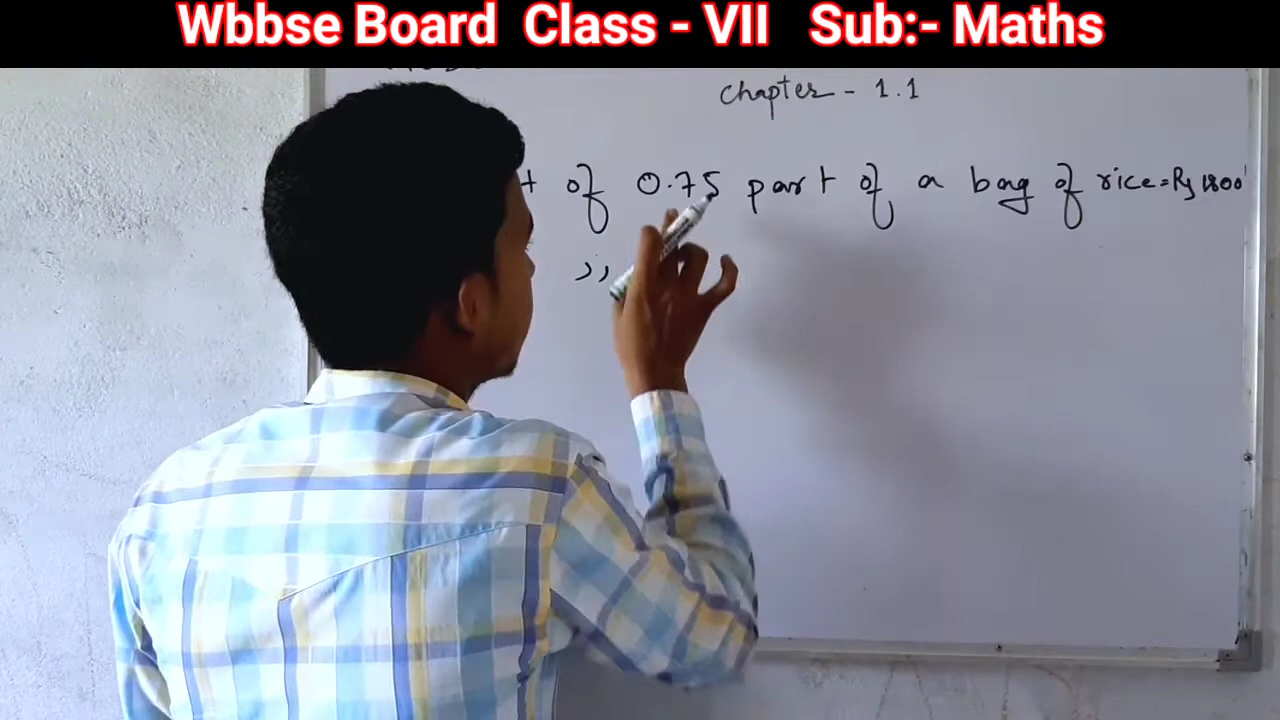 Wbbse Board Class - VII Sub:- Maths
Chapter - 1.1
of 0.75 part of a bag of rice = Rs 1800
,,